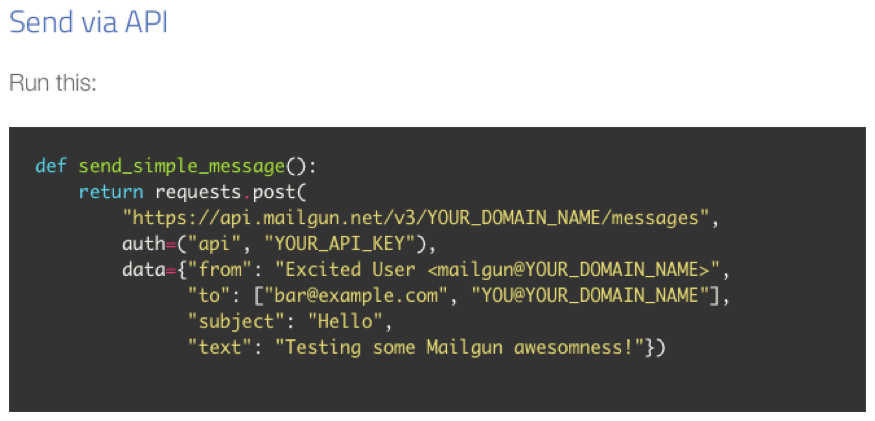 Send via API
Run this:
def send_simple_message():
    return requests.post(
        "https://api.mailgun.net/v3/YOUR_DOMAIN_NAME/messages",
        auth=("api", "YOUR_API_KEY"),
        data={"from": "Excited User <mailgun@YOUR_DOMAIN_NAME>",
              "to": ["bar@example.com", "YOU@YOUR_DOMAIN_NAME"],
              "subject": "Hello",
              "text": "Testing some Mailgun awesomness!"})